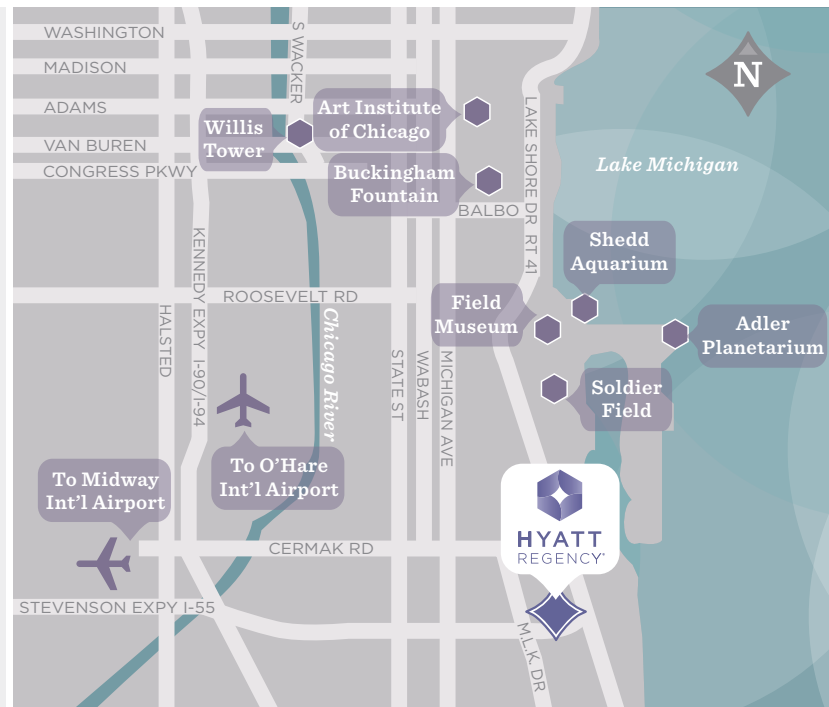 WASHINGTON
MADISON
ADAMS
VAN BUREN
CONGRESS PKWY
S WACKER
Willis
Tower
Art Institute
of Chicago
Buckingham
Fountain
BALBO
LAKE SHORE DR RT 41
N
Lake Michigan
Shedd
Aquarium
Field
Museum
Adler
Planetarium
Soldier
Field
ROOSEVELT RD
HALSTED
KENNEDY EXPY I-90/I-94
Chicago River
STATE ST
WABASH
MICHIGAN AVE
To O'Hare
Int'l Airport
To Midway
Int'l Airport
CERMAK RD
STEVENSON EXPY I-55
HYATT
REGENCY
M.L.K. DR